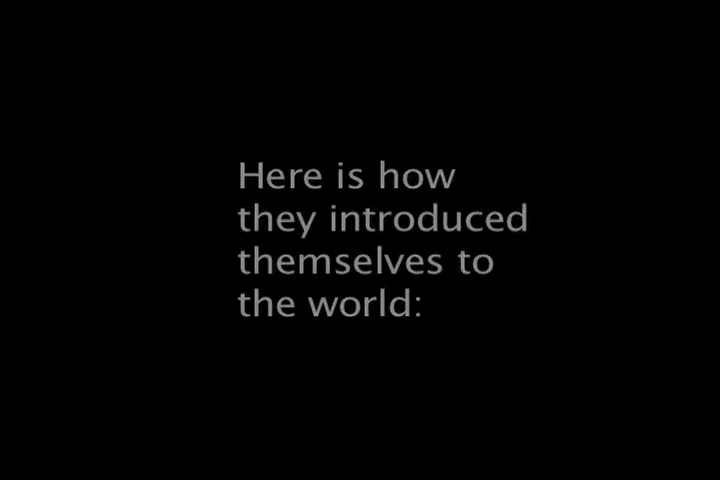 Here is how
they introduced
themselves to
the world: